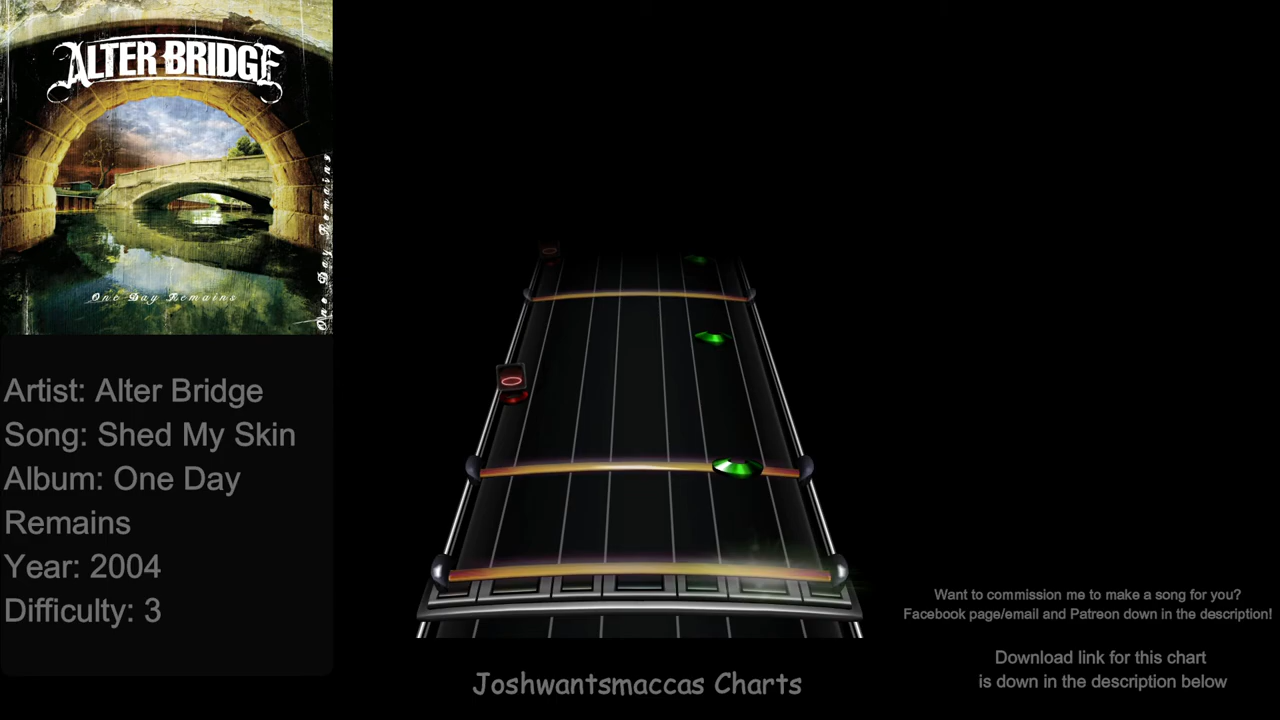 ALTER BRIDGE
One Day Remains
One Day Remains
Artist: Alter Bridge
Song: Shed My Skin
Album: One Day
Remains
Year: 2004
Difficulty: 3
Want to commission me to make a song for you?
Facebook page/email and Patreon down in the description!
Download link for this chart
is down in the description below
Joshwantsmaccas Charts